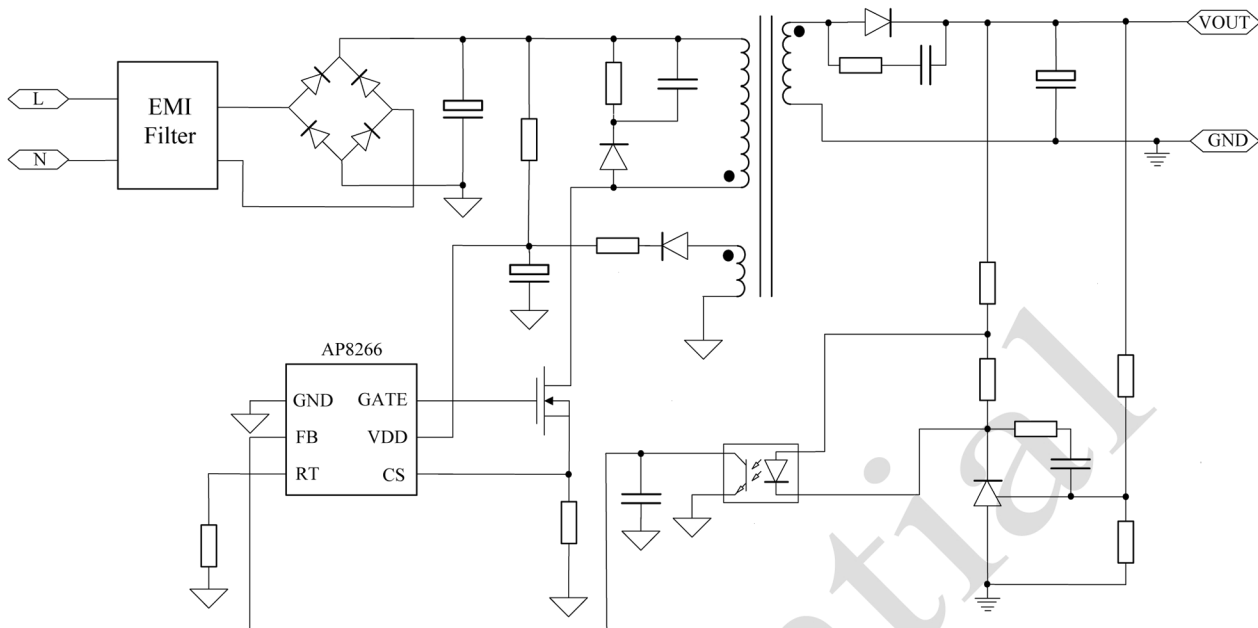 VOUT
L
EMI
Filter
N
GND
AP8266
GND GATE
FB VDD
RT CS